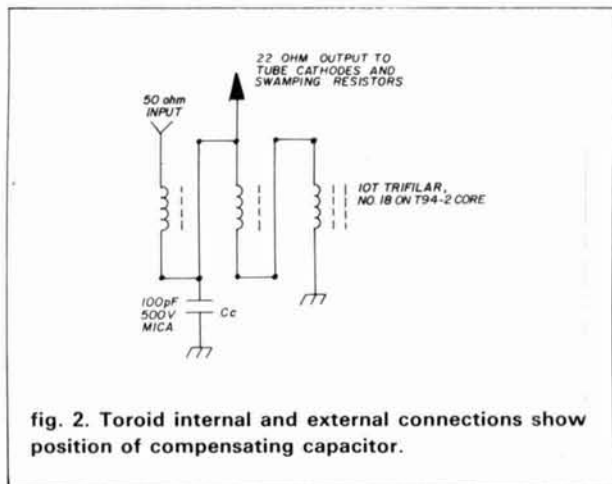 22 OHM OUTPUT TO
TUBE CATHODES AND
SWAMPING RESISTORS
50 ohm
INPUT
10T TRIFILAR,
NO. 18 ON T94-2 CORE
100pF
500V
MICA
Cc
fig. 2. Toroid internal and external connections show
position of compensating capacitor.